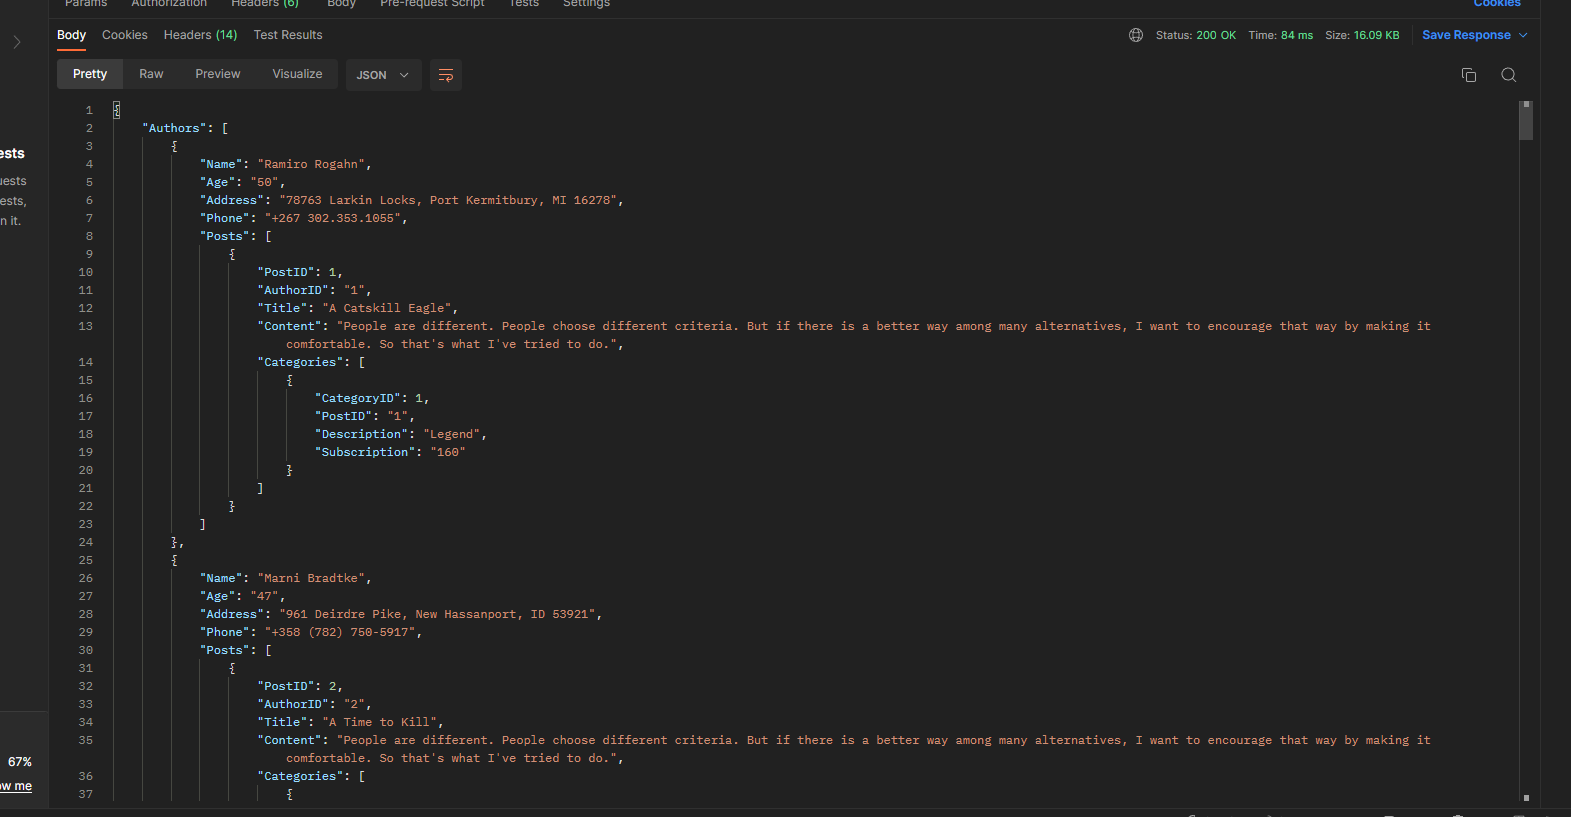 Params Authorization Headers (6) Body Pre-request Script Tests Settings Cookies
Body Cookies Headers (14) Test Results Status: 200 OK Time: 84 ms Size: 16.09 KB Save Response
Pretty Raw Preview Visualize JSON
1 {
2 "Authors": [
3 {
4 "Name": "Ramiro Rogahn",
5 "Age": "50",
6 "Address": "78763 Larkin Locks, Port Kermitbury, MI 16278",
7 "Phone": "+267 302.353.1055",
8 "Posts": [
9 {
10 "PostID": 1,
11 "AuthorID": "1",
12 "Title": "A Catskill Eagle",
13 "Content": "People are different. People choose different criteria. But if there is a better way among many alternatives, I want to encourage that way by making it
comfortable. So that's what I've tried to do.",
14 "Categories": [
15 {
16 "CategoryID": 1,
17 "PostID": "1",
18 "Description": "Legend",
19 "Subscription": "160"
20 }
21 ]
22 }
23 ]
24 },
25 {
26 "Name": "Marni Bradtke",
27 "Age": "47",
28 "Address": "961 Deirdre Pike, New Hassanport, ID 53921",
29 "Phone": "+358 (782) 750-5917",
30 "Posts": [
31 {
32 "PostID": 2,
33 "AuthorID": "2",
34 "Title": "A Time to Kill",
35 "Content": "People are different. People choose different criteria. But if there is a better way among many alternatives, I want to encourage that way by making it
comfortable. So that's what I've tried to do.",
36 "Categories": [
37 {
ests
uests
ests,
n it.
67%
ow me